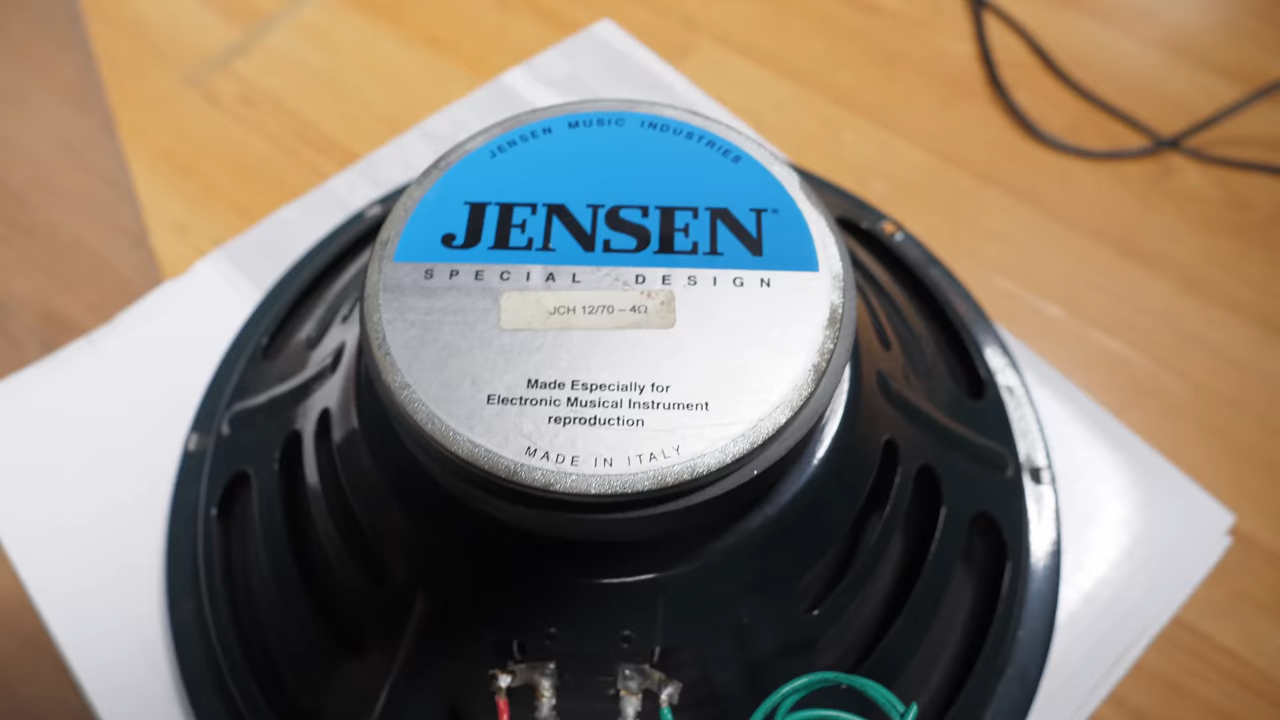 JENSEN MUSIC INDUSTRIES
JENSEN
SPECIAL DESIGN
JCH 12/70 – 4Ω
Made Especially for
Electronic Musical Instrument
reproduction
MADE IN ITALY